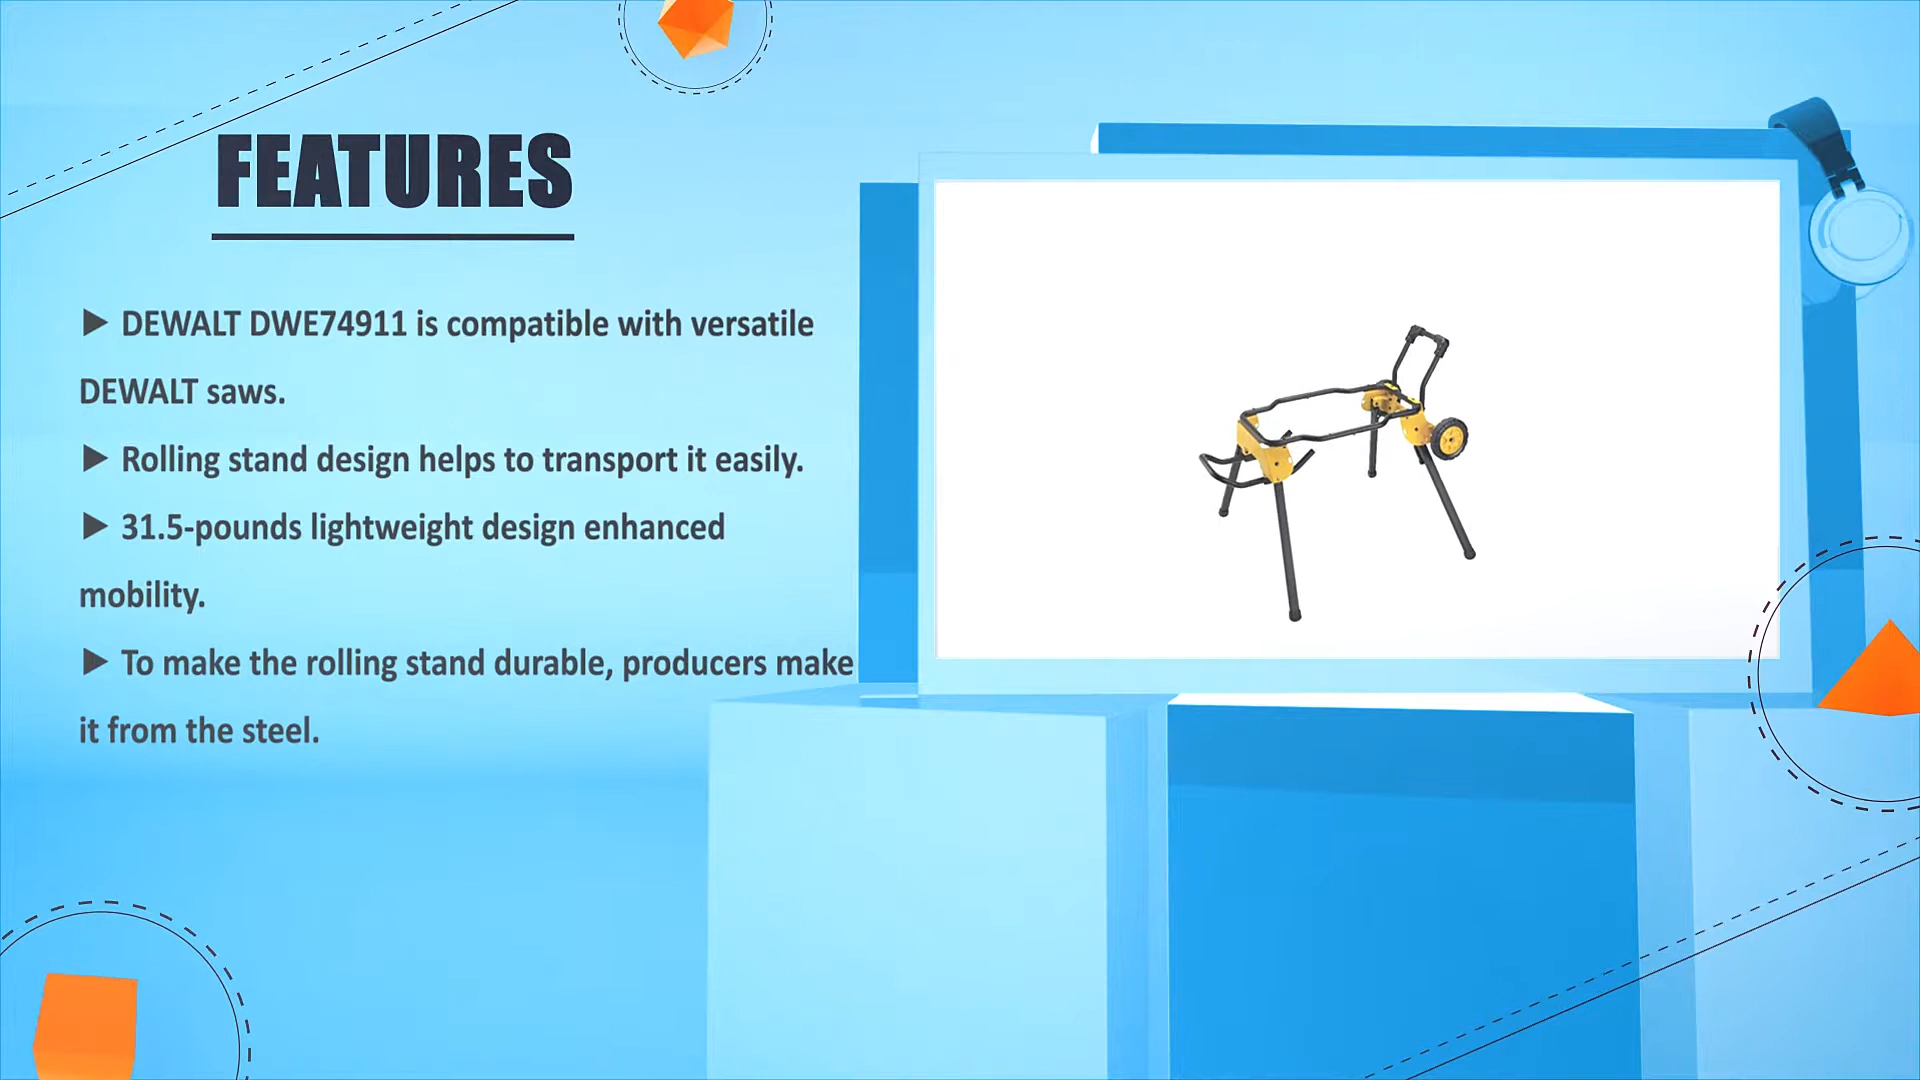 FEATURES
▶ DEWALT DWE74911 is compatible with versatile
DEWALT saws.
▶ Rolling stand design helps to transport it easily.
▶ 31.5-pounds lightweight design enhanced
mobility.
▶ To make the rolling stand durable, producers make
it from the steel.